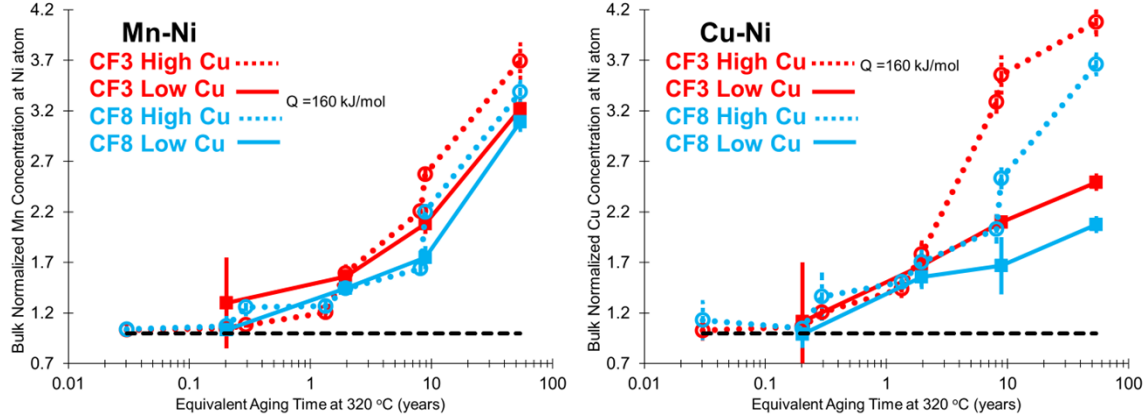 Mn-Ni
CF3 High Cu
CF3 Low Cu
CF8 High Cu
CF8 Low Cu
Q =160 kJ/mol
Bulk Normalized Mn Concentration at Ni atom
4.2
3.7
3.2
2.7
2.2
1.7
1.2
0.7
0.01
0.1
1
10
100
Equivalent Aging Time at 320 °C (years)
Cu-Ni
CF3 High Cu
CF3 Low Cu
CF8 High Cu
CF8 Low Cu
Q =160 kJ/mol
Bulk Normalized Cu Concentration at Ni atom
4.2
3.7
3.2
2.7
2.2
1.7
1.2
0.7
0.01
0.1
1
10
100
Equivalent Aging Time at 320 °C (years)